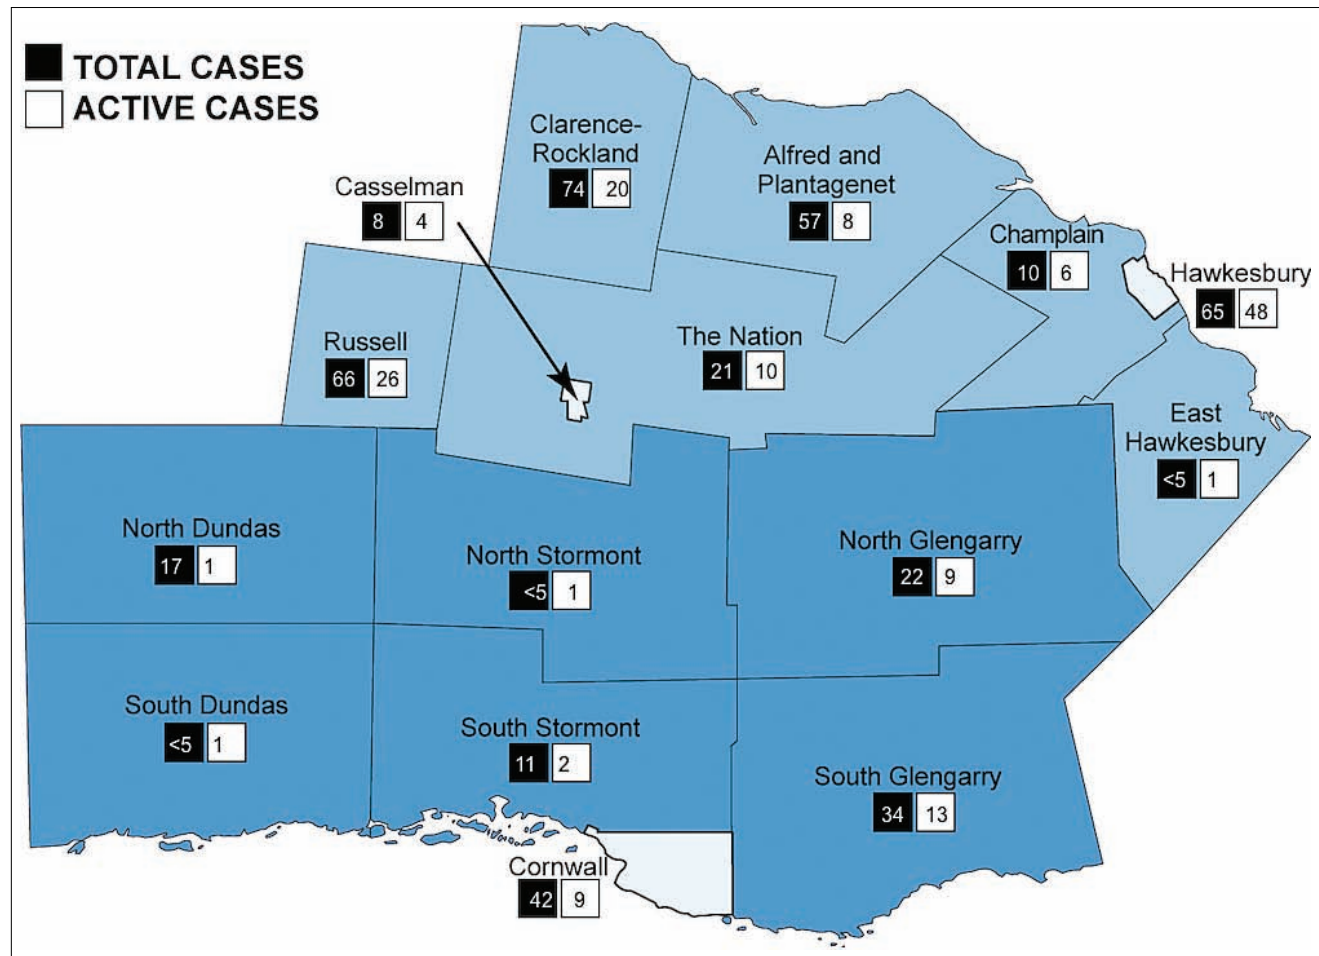 TOTAL CASES
ACTIVE CASES
Clarence-
Rockland
74 20
Alfred and
Plantagenet
57 8
Casselman
8 4
Champlain
10 6
Hawkesbury
65 48
Russell
66 26
The Nation
21 10
East
Hawkesbury
<5 1
North Dundas
17 1
North Stormont
<5 1
North Glengarry
22 9
South Dundas
<5 1
South Stormont
11 2
South Glengarry
34 13
Cornwall
42 9